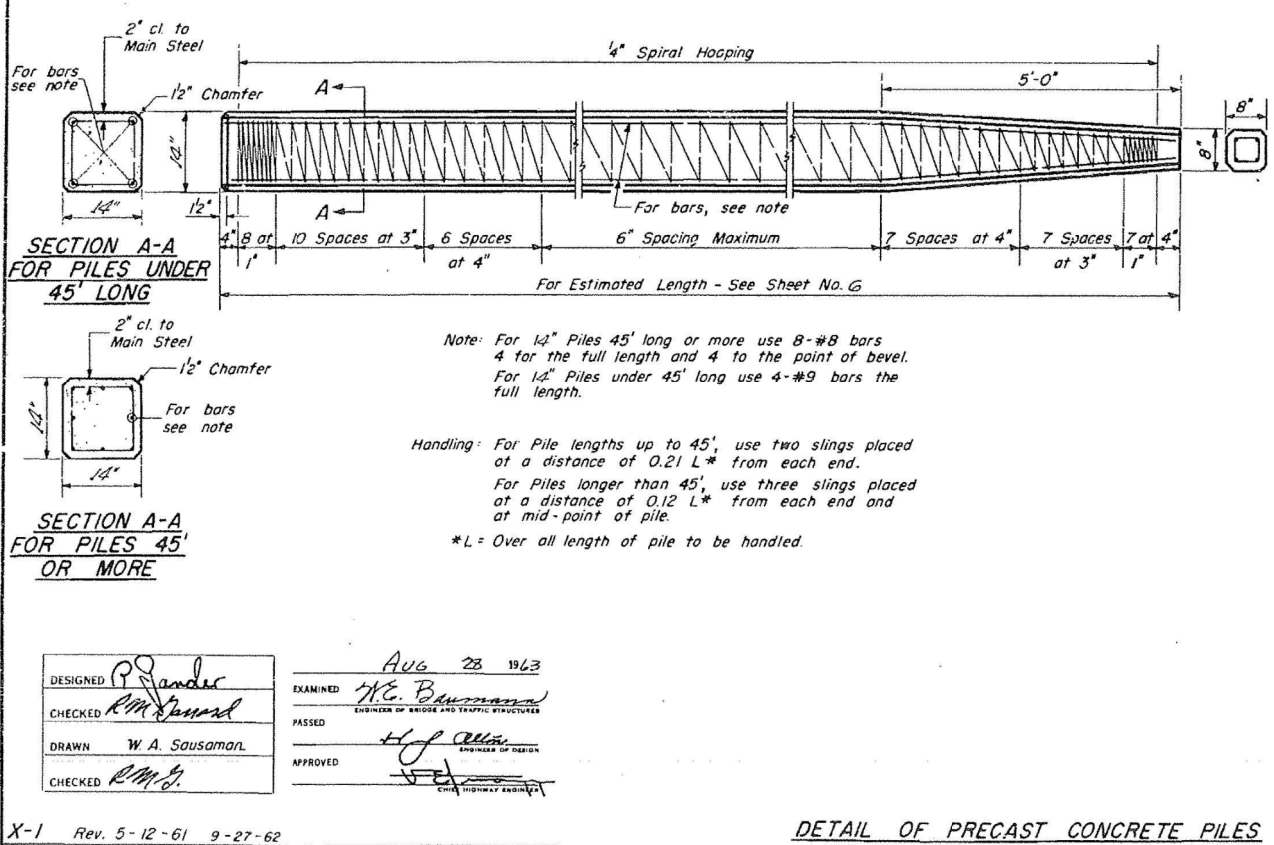 2" cl. to
Main Steel
For bars
see note
1½" Chamfer
14"
14"
SECTION A-A
FOR PILES UNDER
45' LONG
¼" Spiral Hooping
5'-0"
A
A
8"
8"
1½"
For bars, see note
4"
8 at
1"
10 Spaces at 3"
6 Spaces
at 4"
6" Spacing Maximum
7 Spaces at 4"
7 Spaces
at 3"
7 at
1"
4"
For Estimated Length - See Sheet No. 6
2" cl. to
Main Steel
1½" Chamfer
For bars
see note
14"
14"
SECTION A-A
FOR PILES 45'
OR MORE
Note: For 14" Piles 45' long or more use 8-#8 bars
4 for the full length and 4 to the point of bevel.
For 14" Piles under 45' long use 4-#9 bars the
full length.
Handling: For Pile lengths up to 45', use two slings placed
at a distance of 0.21 L* from each end.
For Piles longer than 45', use three slings placed
at a distance of 0.12 L* from each end and
at mid-point of pile.
*L = Over all length of pile to be handled.
DESIGNED
CHECKED
DRAWN W. A. Sausaman
CHECKED R.M.G.
AUG 28 1963
EXAMINED W.E. Baumann
ENGINEER OF BRIDGE AND TRAFFIC STRUCTURES
PASSED
ENGINEER OF DESIGN
APPROVED
CHIEF HIGHWAY ENGINEER
X-1 Rev. 5-12-61 9-27-62
DETAIL OF PRECAST CONCRETE PILES